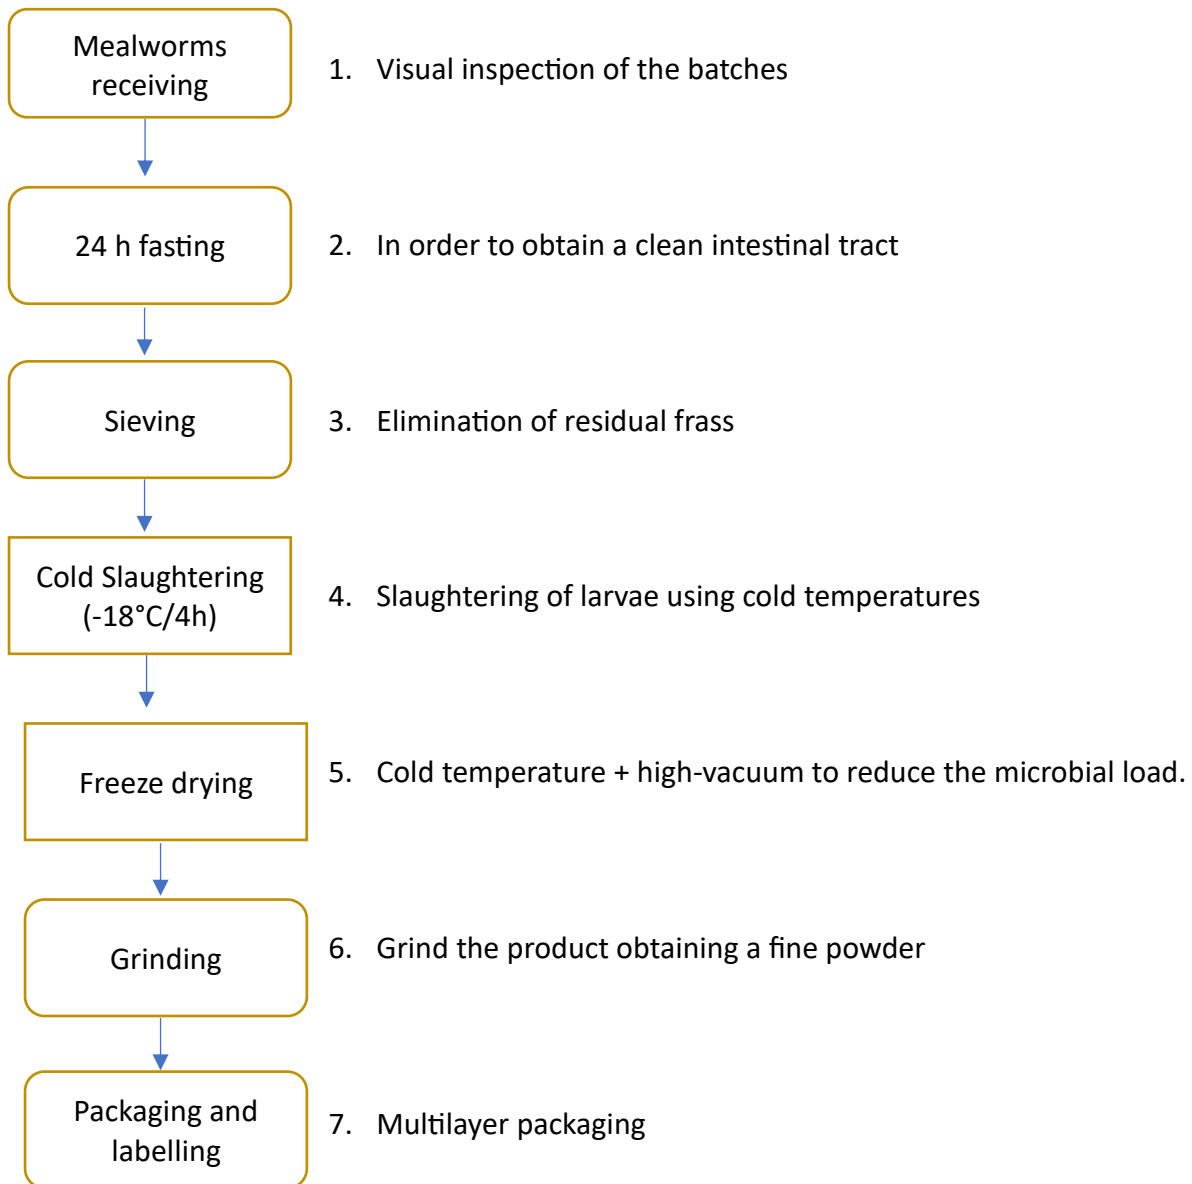 Mealworms
receiving
1. Visual inspection of the batches
24 h fasting
2. In order to obtain a clean intestinal tract
Sieving
3. Elimination of residual frass
Cold Slaughtering
(-18°C/4h)
4. Slaughtering of larvae using cold temperatures
Freeze drying
5. Cold temperature + high-vacuum to reduce the microbial load.
Grinding
6. Grind the product obtaining a fine powder
Packaging and
labelling
7. Multilayer packaging